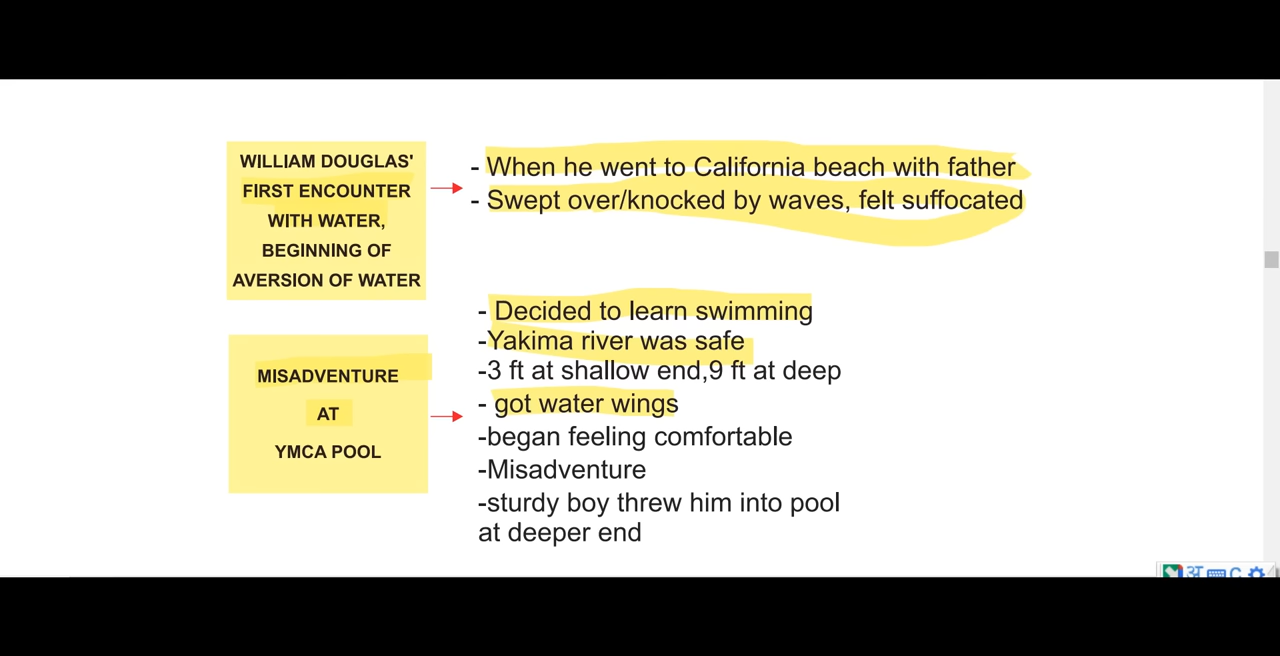 WILLIAM DOUGLAS'
FIRST ENCOUNTER
WITH WATER,
BEGINNING OF
AVERSION OF WATER
- When he went to California beach with father
- Swept over/knocked by waves, felt suffocated
MISADVENTURE
AT
YMCA POOL
- Decided to learn swimming
-Yakima river was safe
-3 ft at shallow end,9 ft at deep
- got water wings
-began feeling comfortable
-Misadventure
-sturdy boy threw him into pool
at deeper end
अ